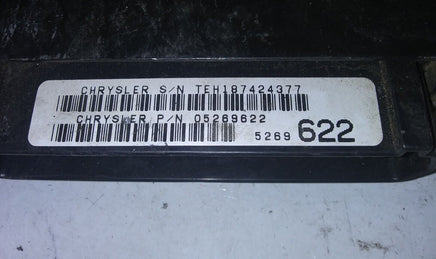 CHRYSLER S/N TEH187424377
CHRYSLER P/N 05269622
5269 622